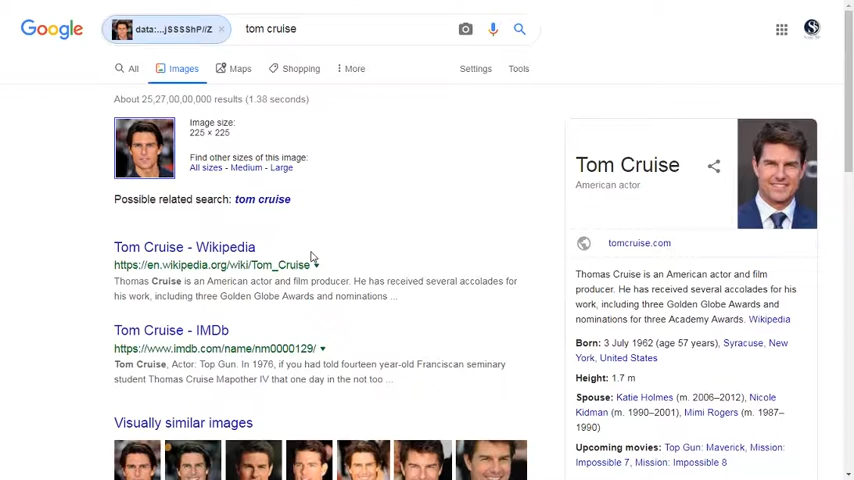 Google
data:...jSSSShP//Z × tom cruise
All Images Maps Shopping More Settings Tools
About 25,27,00,00,000 results (1.38 seconds)
Image size:
225 × 225
Find other sizes of this image:
All sizes - Medium - Large
Possible related search: tom cruise
Tom Cruise - Wikipedia
https://en.wikipedia.org/wiki/Tom_Cruise
Thomas Cruise is an American actor and film producer. He has received several accolades for
his work, including three Golden Globe Awards and nominations ...
Tom Cruise - IMDb
https://www.imdb.com/name/nm0000129/
Tom Cruise, Actor: Top Gun. In 1976, if you had told fourteen year-old Franciscan seminary
student Thomas Cruise Mapother IV that one day in the not too ...
Visually similar images
Tom Cruise
American actor
tomcruise.com
Thomas Cruise is an American actor and film
producer. He has received several accolades for his
work, including three Golden Globe Awards and
nominations for three Academy Awards. Wikipedia
Born: 3 July 1962 (age 57 years), Syracuse, New
York, United States
Height: 1.7 m
Spouse: Katie Holmes (m. 2006–2012), Nicole
Kidman (m. 1990–2001), Mimi Rogers (m. 1987–
1990)
Upcoming movies: Top Gun: Maverick, Mission:
Impossible 7, Mission: Impossible 8